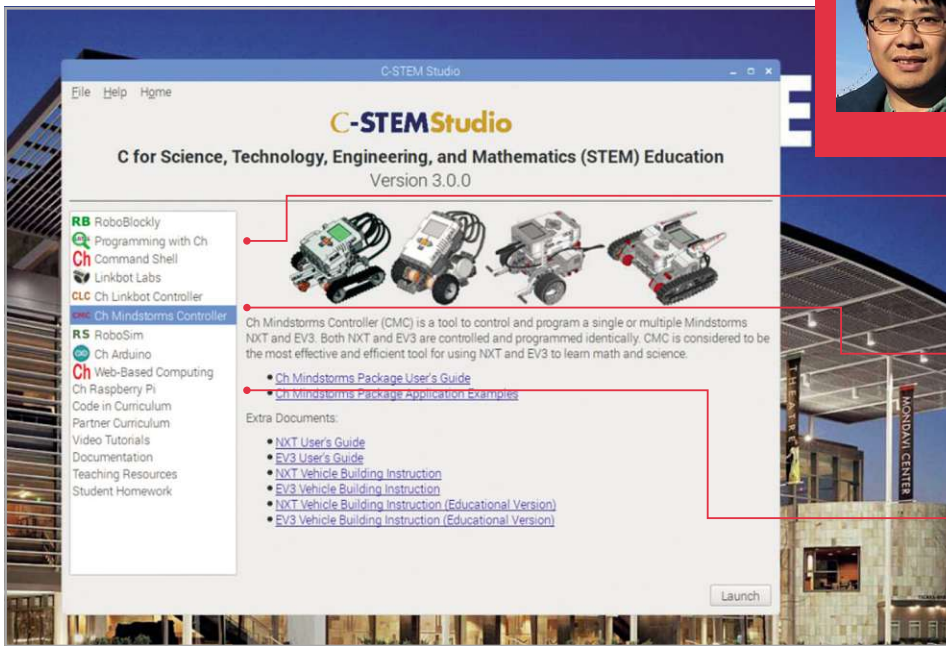 C-STEM Studio
File Help Home
C-STEMStudio
C for Science, Technology, Engineering, and Mathematics (STEM) Education
Version 3.0.0
RB RoboBlockly
Programming with Ch
Ch Command Shell
Linkbot Labs
CLC Ch Linkbot Controller
CMC Ch Mindstorms Controller
RS RoboSim
Ch Arduino
Ch Web-Based Computing
Ch Raspberry Pi
Code in Curriculum
Partner Curriculum
Video Tutorials
Documentation
Teaching Resources
Student Homework
Ch Mindstorms Controller (CMC) is a tool to control and program a single or multiple Mindstorms
NXT and EV3. Both NXT and EV3 are controlled and programmed identically. CMC is considered to be
the most effective and efficient tool for using NXT and EV3 to learn math and science.
• Ch Mindstorms Package User's Guide
• Ch Mindstorms Package Application Examples
Extra Documents:
• NXT User's Guide
• EV3 User's Guide
• NXT Vehicle Building Instruction
• EV3 Vehicle Building Instruction
• NXT Vehicle Building Instruction (Educational Version)
• EV3 Vehicle Building Instruction (Educational Version)
Launch
E
THEATRE
MONDAVI CENTER